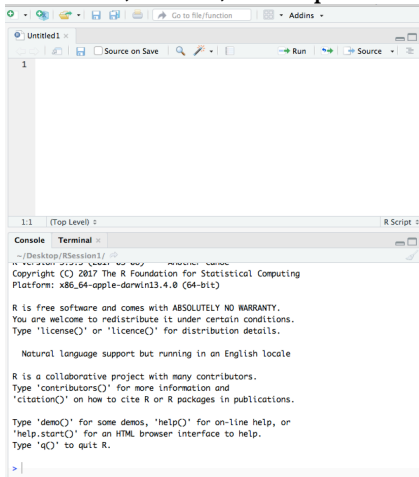 Go to file/function
Addins
Untitled1
Source on Save
Run
Source
1
1:1 (Top Level) R Script
Console Terminal
~/Desktop/RSession1/
Copyright (C) 2017 The R Foundation for Statistical Computing
Platform: x86_64-apple-darwin13.4.0 (64-bit)
R is free software and comes with ABSOLUTELY NO WARRANTY.
You are welcome to redistribute it under certain conditions.
Type 'license()' or 'licence()' for distribution details.
Natural language support but running in an English locale
R is a collaborative project with many contributors.
Type 'contributors()' for more information and
'citation()' on how to cite R or R packages in publications.
Type 'demo()' for some demos, 'help()' for on-line help, or
'help.start()' for an HTML browser interface to help.
Type 'q()' to quit R.
>